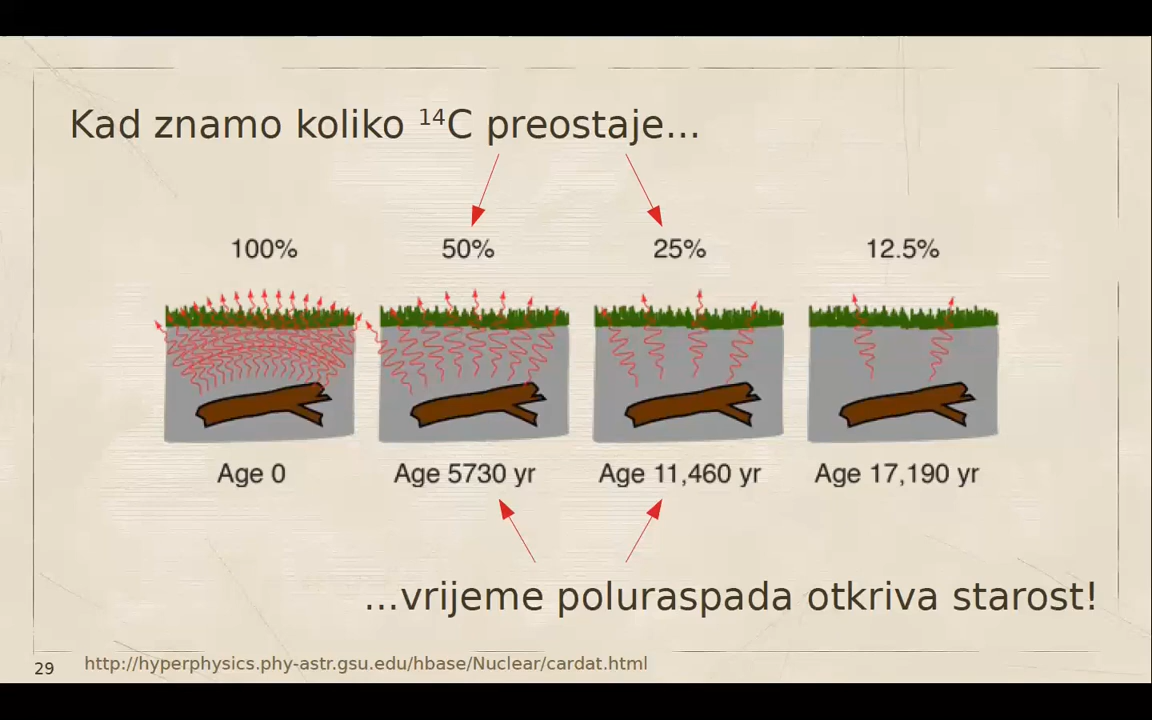 Kad znamo koliko ¹⁴C preostaje...
100% 50% 25% 12.5%
Age 0 Age 5730 yr Age 11,460 yr Age 17,190 yr
...vrijeme poluraspada otkriva starost!
29 http://hyperphysics.phy-astr.gsu.edu/hbase/Nuclear/cardat.html